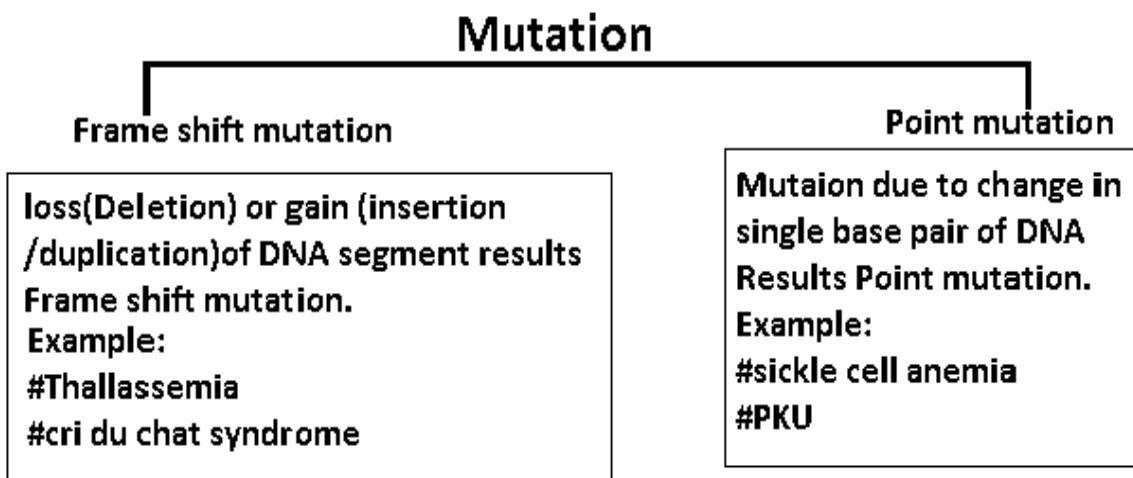 Mutation
Frame shift mutation
loss(Deletion) or gain (insertion
/duplication)of DNA segment results
Frame shift mutation.
Example:
#Thallassemia
#cri du chat syndrome
Point mutation
Mutaion due to change in
single base pair of DNA
Results Point mutation.
Example:
#sickle cell anemia
#PKU